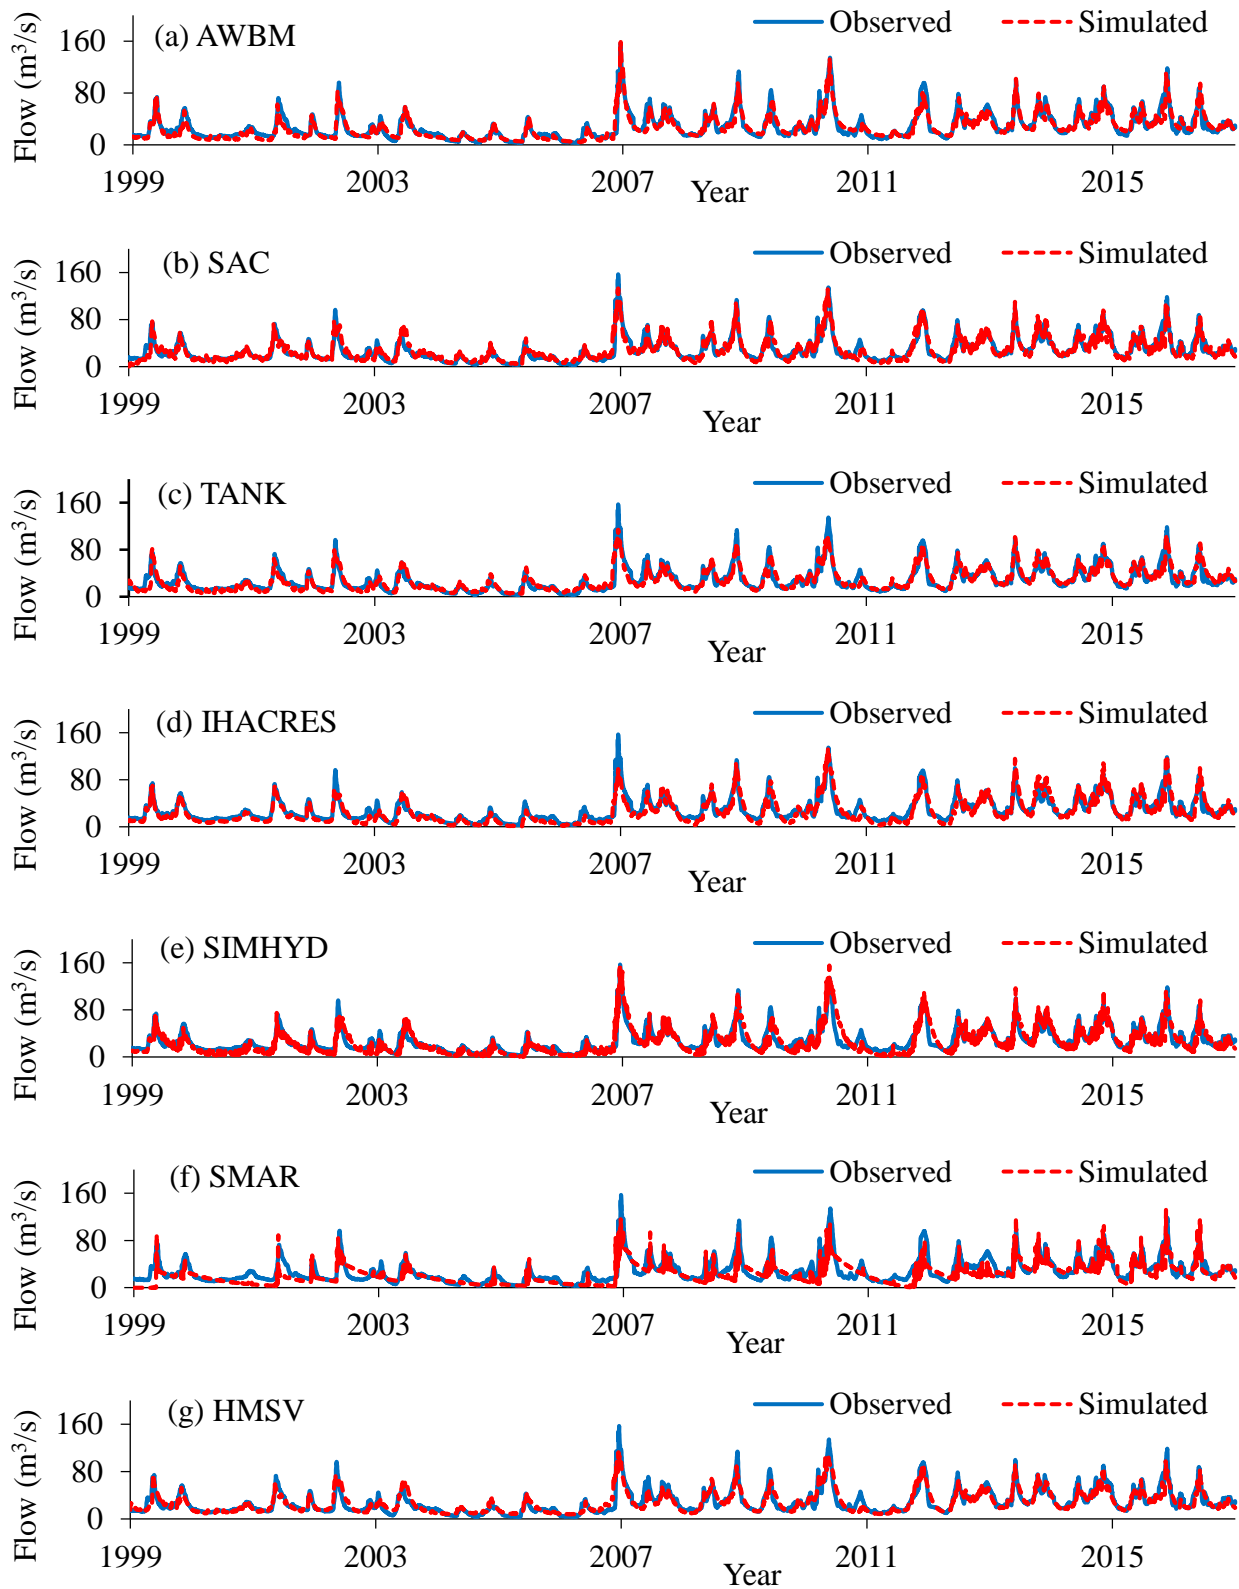 (a) AWBM
Observed
Simulated
Flow (m³/s)
160
80
0
1999
2003
2007
2011
2015
Year
(b) SAC
Observed
Simulated
Flow (m³/s)
160
80
0
1999
2003
2007
2011
2015
Year
(c) TANK
Observed
Simulated
Flow (m³/s)
160
80
0
1999
2003
2007
2011
2015
Year
(d) IHACRES
Observed
Simulated
Flow (m³/s)
160
80
0
1999
2003
2007
2011
2015
Year
(e) SIMHYD
Observed
Simulated
Flow (m³/s)
160
80
0
1999
2003
2007
2011
2015
Year
(f) SMAR
Observed
Simulated
Flow (m³/s)
160
80
0
1999
2003
2007
2011
2015
Year
(g) HMSV
Observed
Simulated
Flow (m³/s)
160
80
0
1999
2003
2007
2011
2015
Year